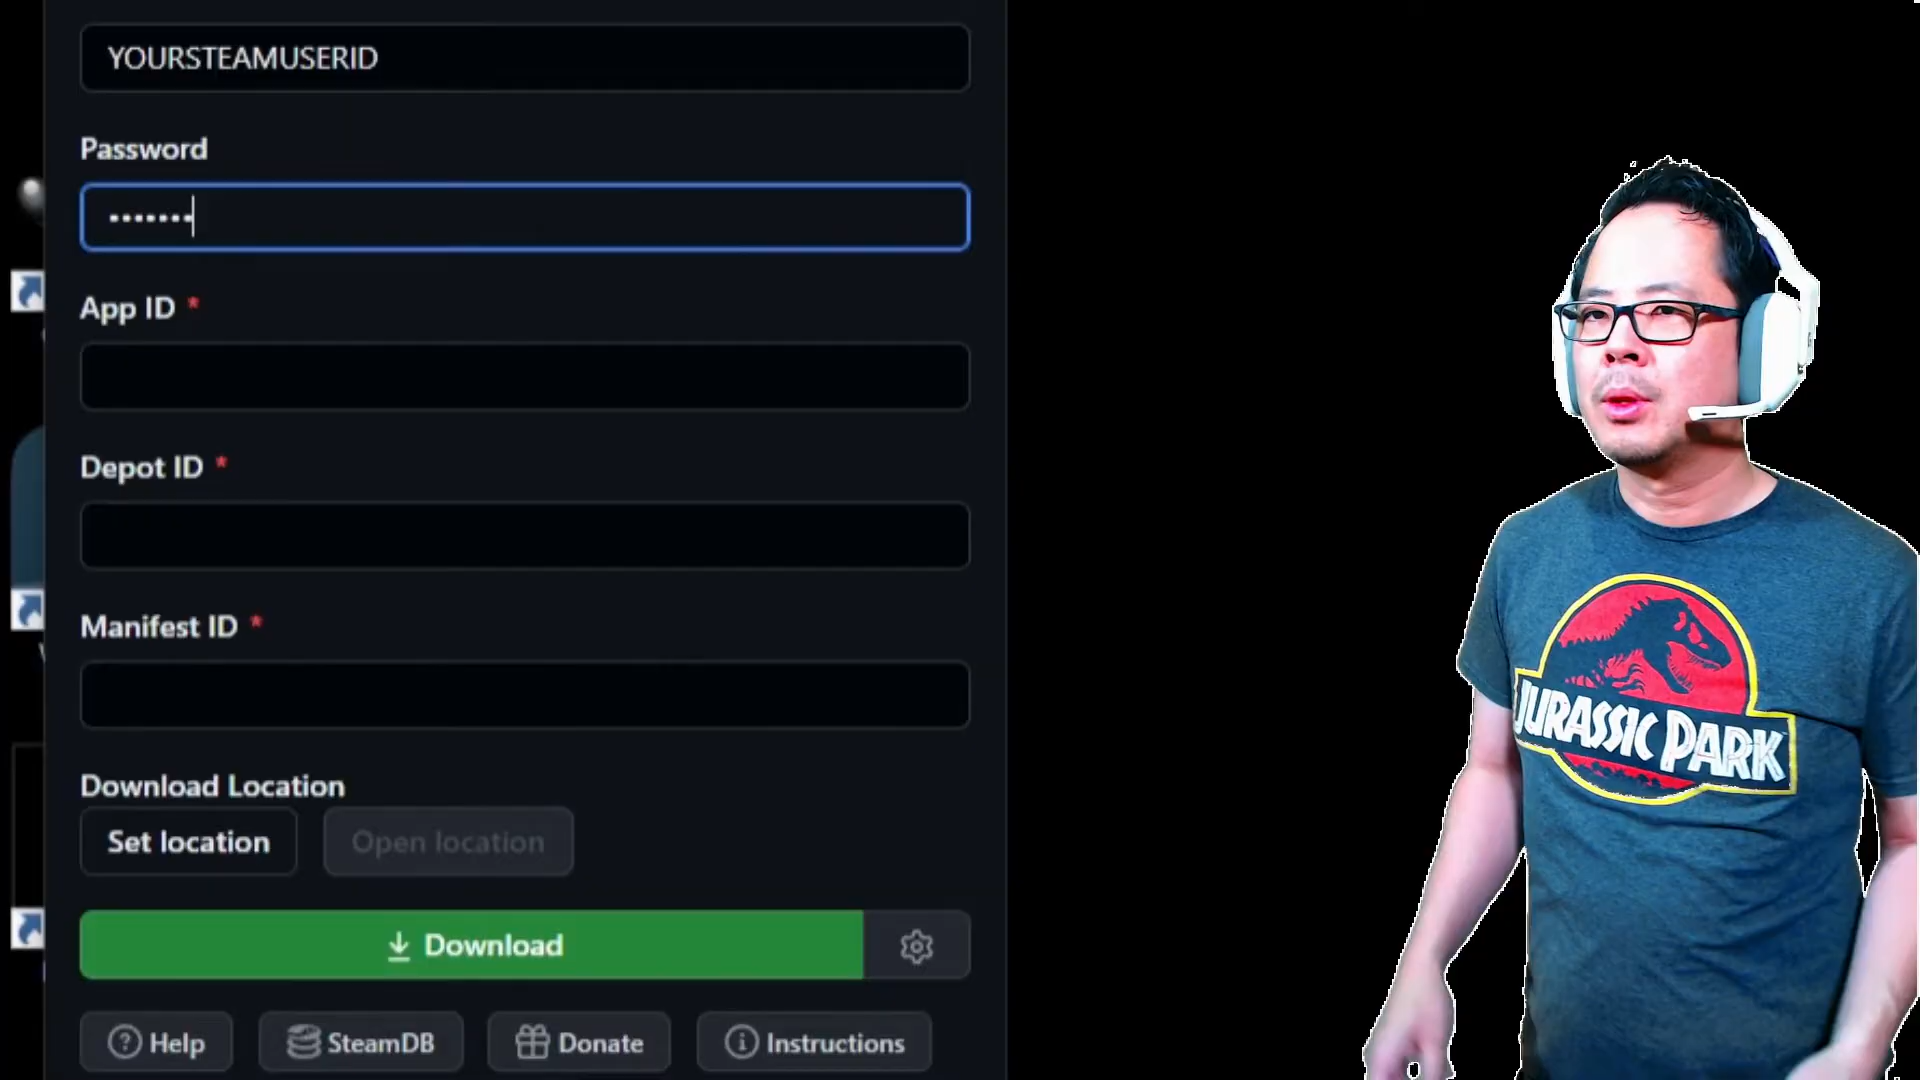 YOURSTEAMUSERID
Password
•••••••
App ID *
Depot ID *
Manifest ID *
Download Location
Set location
Open location
Download
Help
SteamDB
Donate
Instructions
JURASSIC PARK